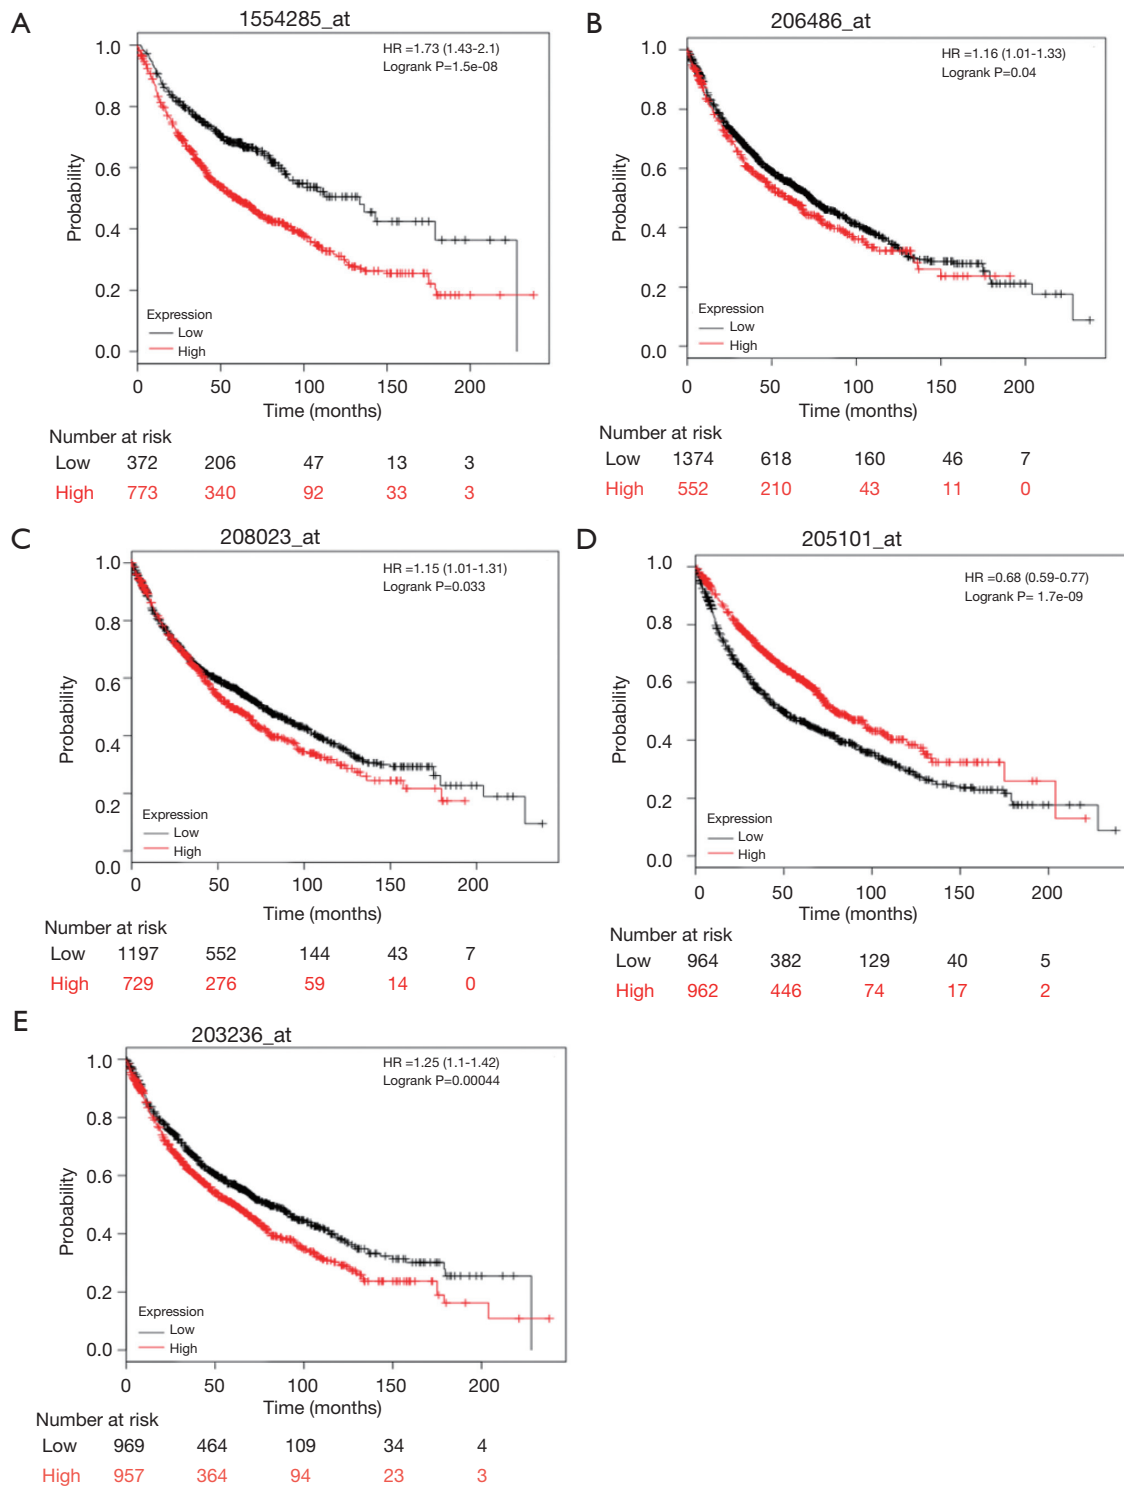 A
1554285_at
HR =1.73 (1.43-2.1)
Logrank P=1.5e-08
Probability
1.0
0.8
0.6
0.4
0.2
0.0
Expression
Low
High
0 50 100 150 200
Time (months)
Number at risk
Low 372 206 47 13 3
High 773 340 92 33 3
B
206486_at
HR =1.16 (1.01-1.33)
Logrank P=0.04
Probability
1.0
0.8
0.6
0.4
0.2
0.0
Expression
Low
High
0 50 100 150 200
Time (months)
Number at risk
Low 1374 618 160 46 7
High 552 210 43 11 0
C
208023_at
HR =1.15 (1.01-1.31)
Logrank P=0.033
Probability
1.0
0.8
0.6
0.4
0.2
0.0
Expression
Low
High
0 50 100 150 200
Time (months)
Number at risk
Low 1197 552 144 43 7
High 729 276 59 14 0
D
205101_at
HR =0.68 (0.59-0.77)
Logrank P= 1.7e-09
Probability
1.0
0.8
0.6
0.4
0.2
0.0
Expression
Low
High
0 50 100 150 200
Time (months)
Number at risk
Low 964 382 129 40 5
High 962 446 74 17 2
E
203236_at
HR =1.25 (1.1-1.42)
Logrank P=0.00044
Probability
1.0
0.8
0.6
0.4
0.2
0.0
Expression
Low
High
0 50 100 150 200
Time (months)
Number at risk
Low 969 464 109 34 4
High 957 364 94 23 3